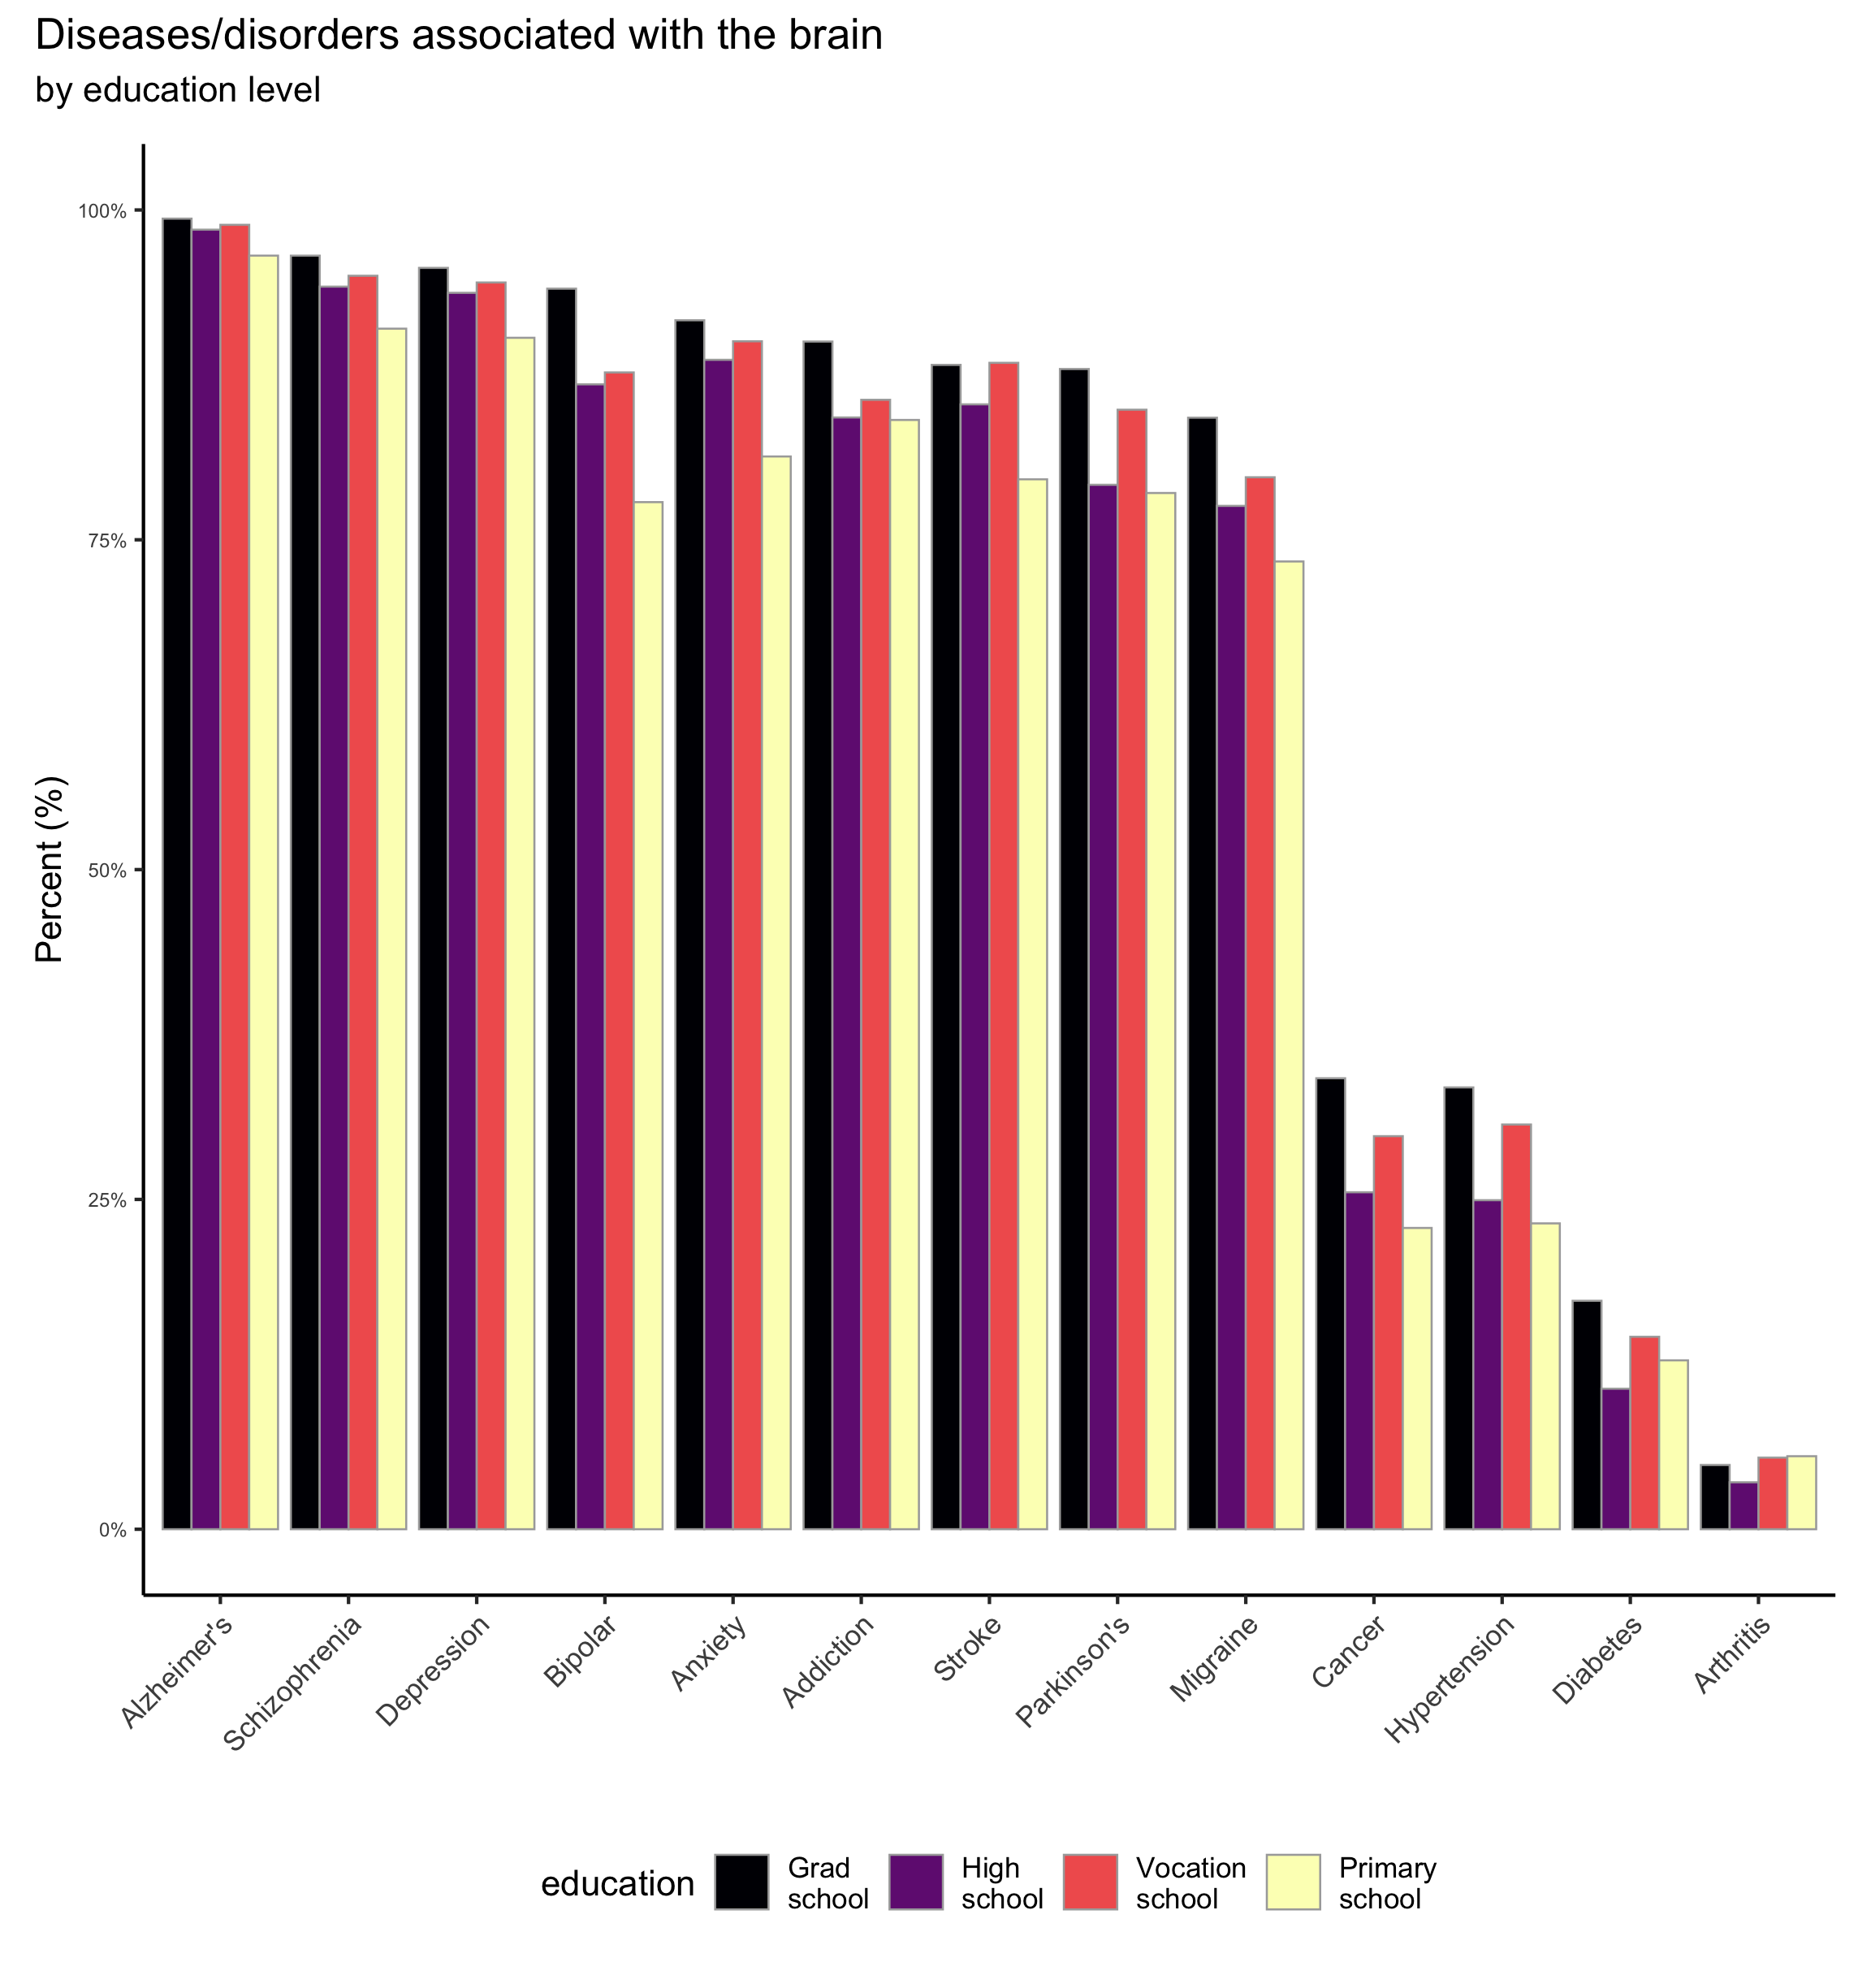 Diseases/disorders associated with the brain
by education level
Percent (%)
100%
75%
50%
25%
0%
Alzheimer's
Schizophrenia
Depression
Bipolar
Anxiety
Addiction
Stroke
Parkinson's
Migraine
Cancer
Hypertension
Diabetes
Arthritis
education
Grad
school
High
school
Vocation
school
Primary
school